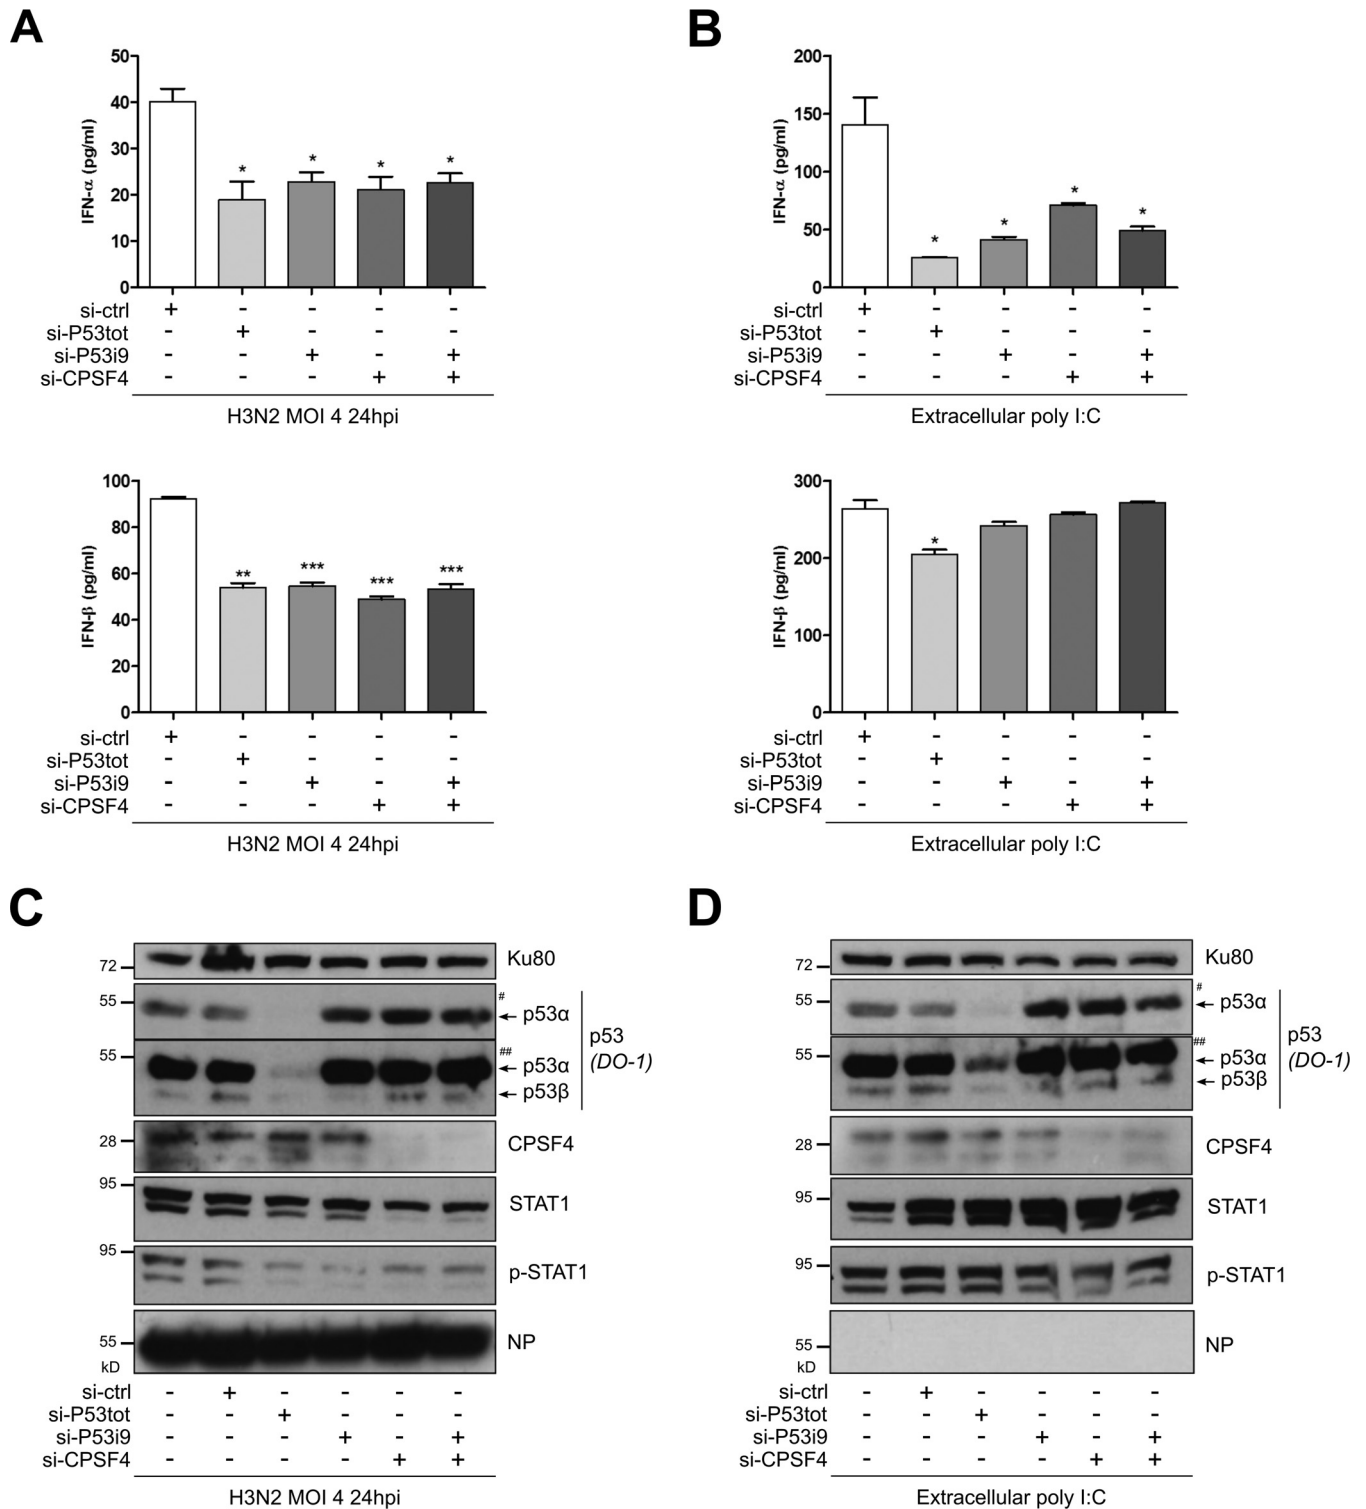 A
50
40
30
20
10
0
IFN-α (pg/ml)
* * * *
si-ctrl + - - - -
si-P53tot - + - - -
si-P53i9 - - + - +
si-CPSF4 - - - + +
H3N2 MOI 4 24hpi
100
80
60
40
20
0
IFN-β (pg/ml)
** *** *** ***
si-ctrl + - - - -
si-P53tot - + - - -
si-P53i9 - - + - +
si-CPSF4 - - - + +
H3N2 MOI 4 24hpi
B
200
150
100
50
0
IFN-α (pg/ml)
* * * *
si-ctrl + - - - -
si-P53tot - + - - -
si-P53i9 - - + - +
si-CPSF4 - - - + +
Extracellular poly I:C
300
200
100
0
IFN-β (pg/ml)
*
si-ctrl + - - - -
si-P53tot - + - - -
si-P53i9 - - + - +
si-CPSF4 - - - + +
Extracellular poly I:C
C
72 Ku80
#
55 p53α
##
55 p53α
p53β
p53
(DO-1)
28 CPSF4
95 STAT1
95 p-STAT1
55 NP
kD
si-ctrl - + - - - -
si-P53tot - - + - - -
si-P53i9 - - - + - +
si-CPSF4 - - - - + +
H3N2 MOI 4 24hpi
D
72 Ku80
#
55 p53α
##
55 p53α
p53β
p53
(DO-1)
28 CPSF4
95 STAT1
95 p-STAT1
55 NP
kD
si-ctrl - + - - - -
si-P53tot - - + - - -
si-P53i9 - - - + - +
si-CPSF4 - - - - + +
Extracellular poly I:C